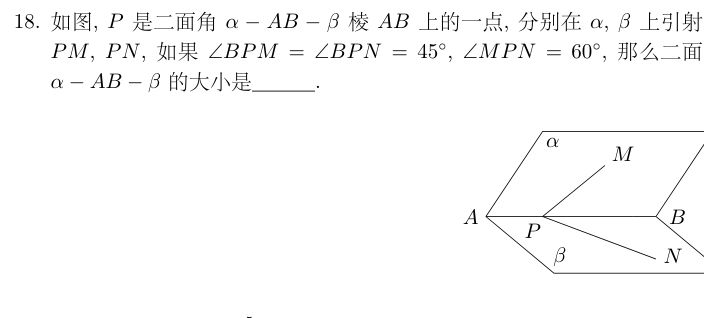 18. 如图, P 是二面角 α − AB − β 棱 AB 上的一点, 分别在 α, β 上引射
PM, PN, 如果 ∠BPM = ∠BPN = 45°, ∠MPN = 60°, 那么二面
α − AB − β 的大小是______.
α
M
A
P
B
β
N